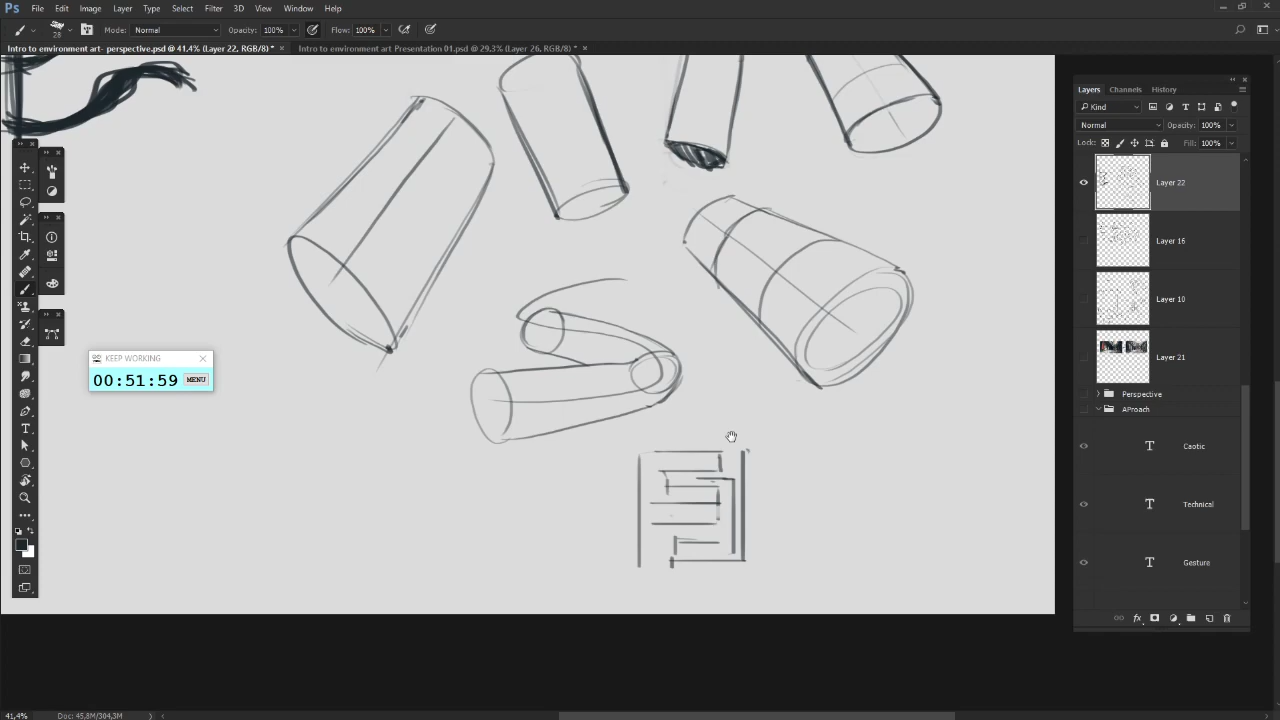 Ps File Edit Image Layer Type Select Filter 3D View Window Help
28 Mode: Normal Opacity: 100% Flow: 100%
Intro to environment art- perspective.psd @ 41,4% (Layer 22, RGB/8) * × Intro to environment art Presentation 01.psd @ 29,3% (Layer 26, RGB/8) * ×
Layers Channels History
Kind
Normal Opacity: 100%
Lock: Fill: 100%
Layer 22
Layer 16
Layer 10
Layer 21
Perspective
AProach
T Caotic
T Technical
T Gesture
KEEP WORKING
00:51:59 MENU
fx
41,4% Doc: 45,8M/304,3M